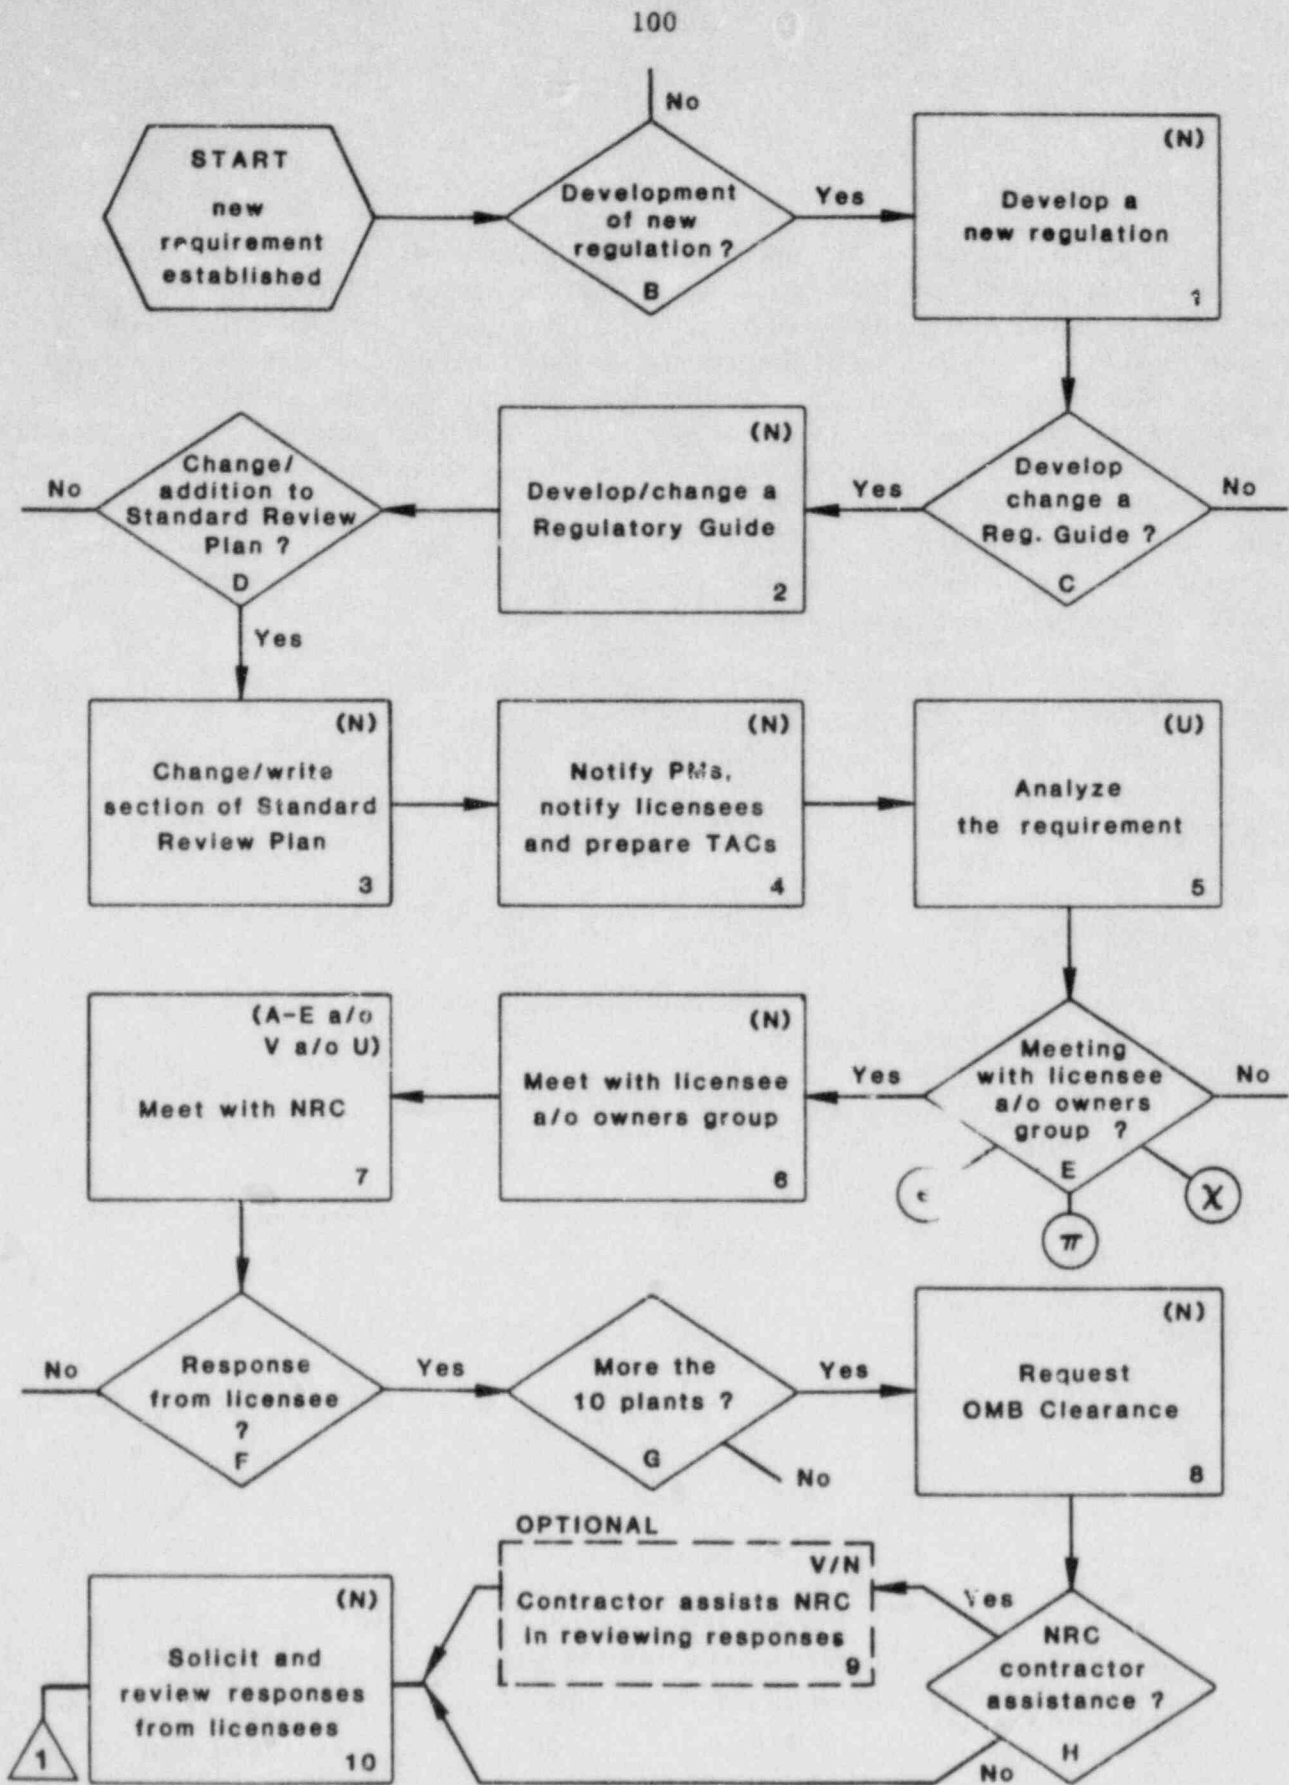 100
START
new
requirement
established
No
Development
of new
regulation ?
B
Yes
(N)
Develop a
new regulation
1
No
Change/
addition to
Standard Review
Plan ?
D
Yes
(N)
Develop/change a
Regulatory Guide
2
Yes
Develop
change a
Reg. Guide ?
C
No
(N)
Change/write
section of Standard
Review Plan
3
(N)
Notify PMs,
notify licensees
and prepare TACs
4
(U)
Analyze
the requirement
5
(A-E a/o
V a/o U)
Meet with NRC
7
(N)
Meet with licensee
a/o owners group
6
Yes
Meeting
with licensee
a/o owners
group ?
E
No
ϵ
π
χ
No
Response
from licensee
?
F
Yes
More the
10 plants ?
G
Yes
No
(N)
Request
OMB Clearance
8
(N)
Solicit and
review responses
from licensees
10
1
OPTIONAL
V/N
Contractor assists NRC
in reviewing responses
9
Yes
NRC
contractor
assistance ?
H
No